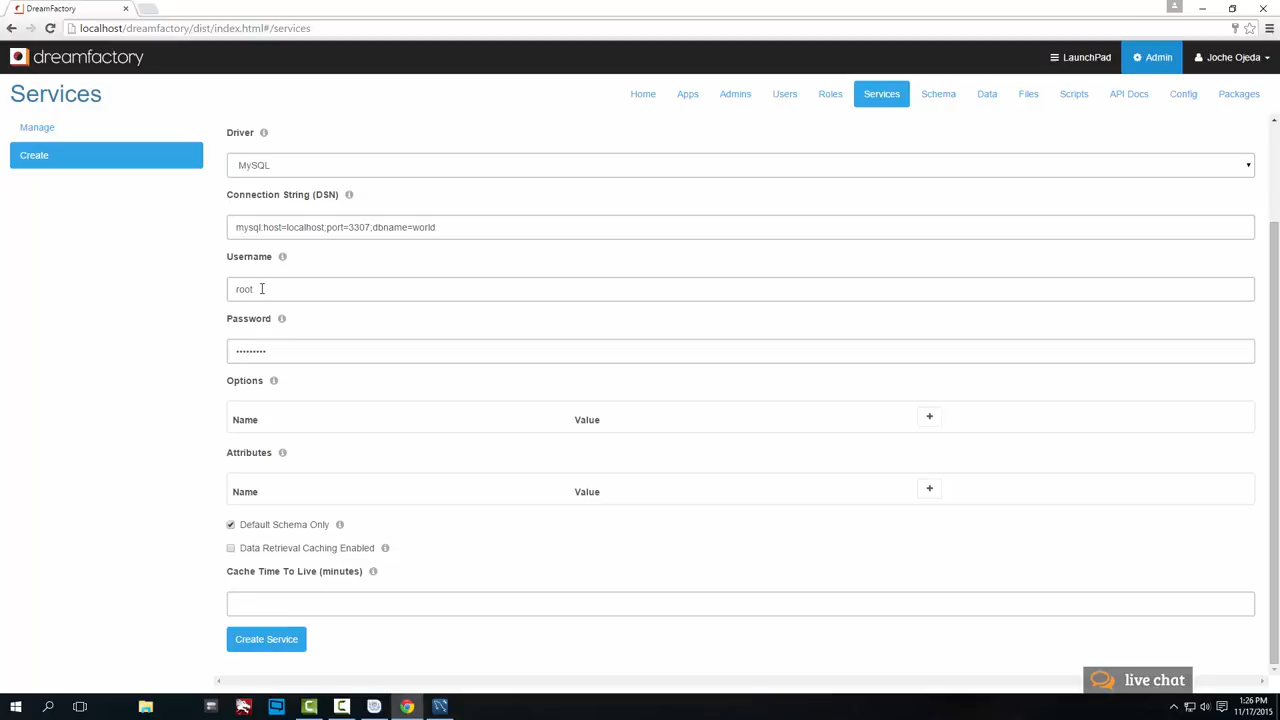 DreamFactory
localhost/dreamfactory/dist/index.html#/services
dreamfactory
LaunchPad
Admin
Joche Ojeda
Services
Home
Apps
Admins
Users
Roles
Services
Schema
Data
Files
Scripts
API Docs
Config
Packages
Manage
Create
Driver
MySQL
Connection String (DSN)
mysql:host=localhost;port=3307;dbname=world
Username
root
Password
•••••••••
Options
Name Value +
Attributes
Name Value +
Default Schema Only
Data Retrieval Caching Enabled
Cache Time To Live (minutes)
Create Service
live chat
1:26 PM
11/17/2015